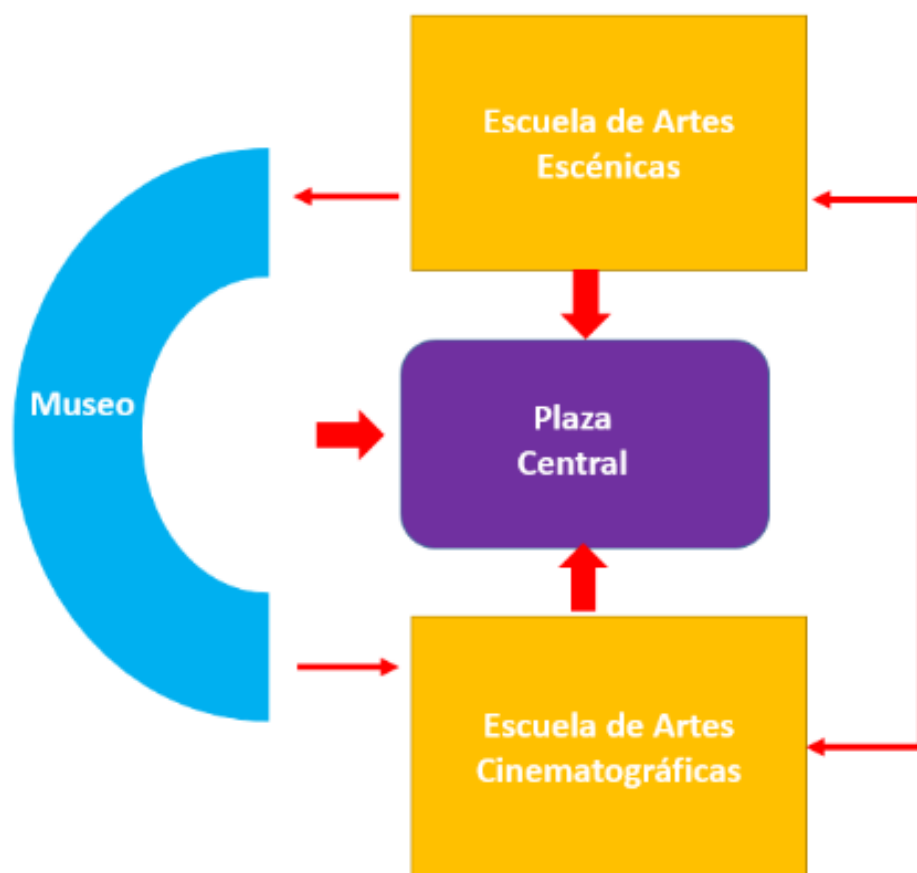 Escuela de Artes
Escénicas
Museo
Plaza
Central
Escuela de Artes
Cinematográficas